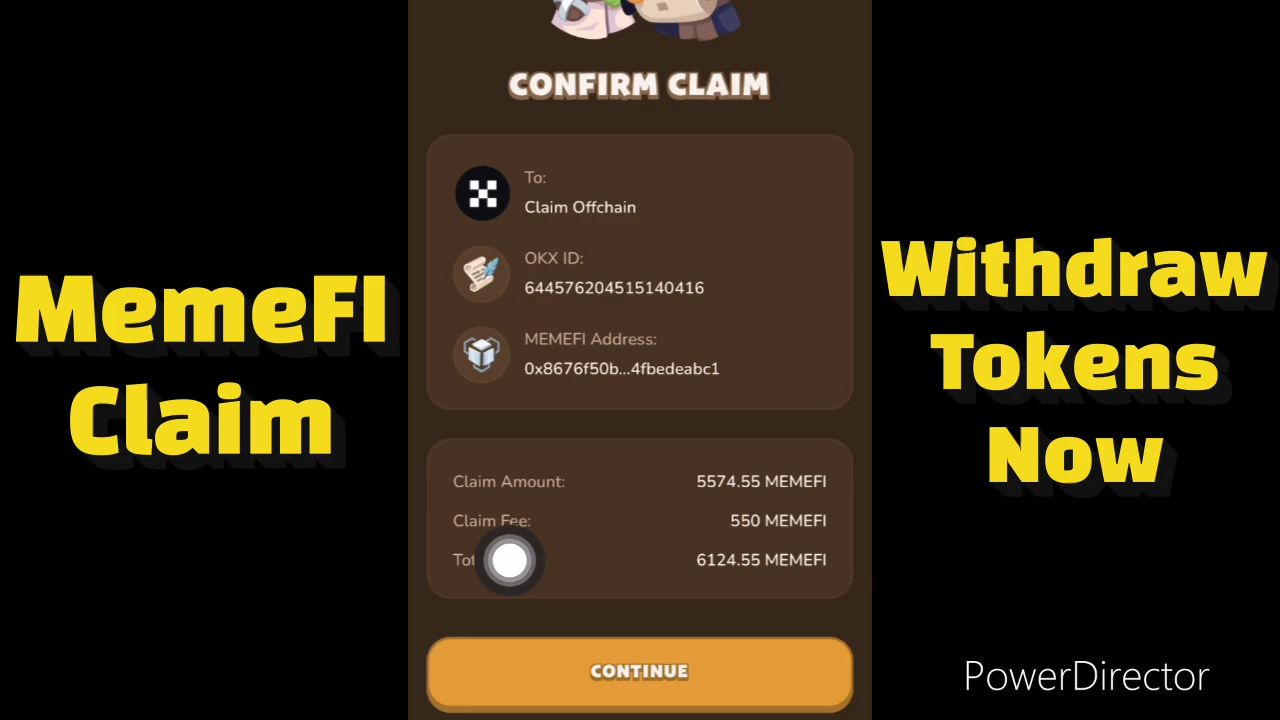 MemeFI
Claim
CONFIRM CLAIM
To:
Claim Offchain
OKX ID:
644576204515140416
MEMEFI Address:
0x8676f50b...4fbedeabc1
Claim Amount: 5574.55 MEMEFI
Claim Fee: 550 MEMEFI
Tot 6124.55 MEMEFI
CONTINUE
Withdraw
Tokens
Now
PowerDirector